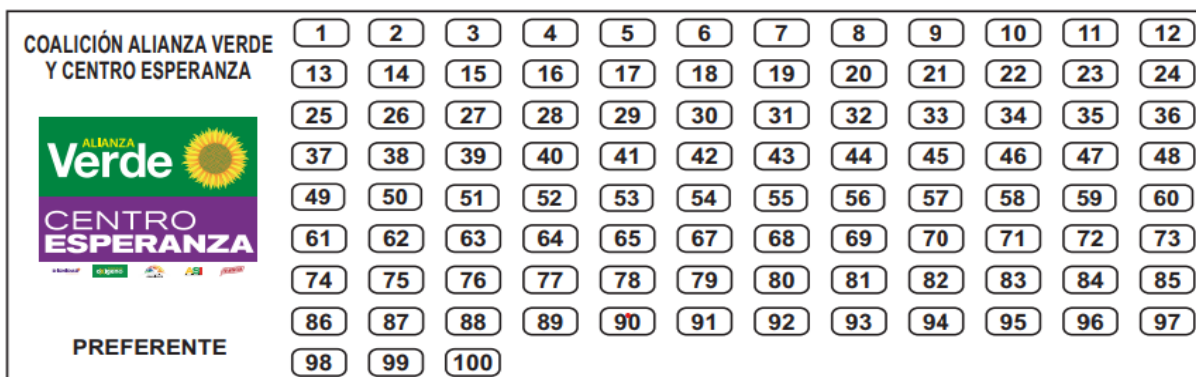 COALICIÓN ALIANZA VERDE
Y CENTRO ESPERANZA
ALIANZA
Verde
CENTRO
ESPERANZA
PREFERENTE
1 2 3 4 5 6 7 8 9 10 11 12
13 14 15 16 17 18 19 20 21 22 23 24
25 26 27 28 29 30 31 32 33 34 35 36
37 38 39 40 41 42 43 44 45 46 47 48
49 50 51 52 53 54 55 56 57 58 59 60
61 62 63 64 65 67 68 69 70 71 72 73
74 75 76 77 78 79 80 81 82 83 84 85
86 87 88 89 90 91 92 93 94 95 96 97
98 99 100